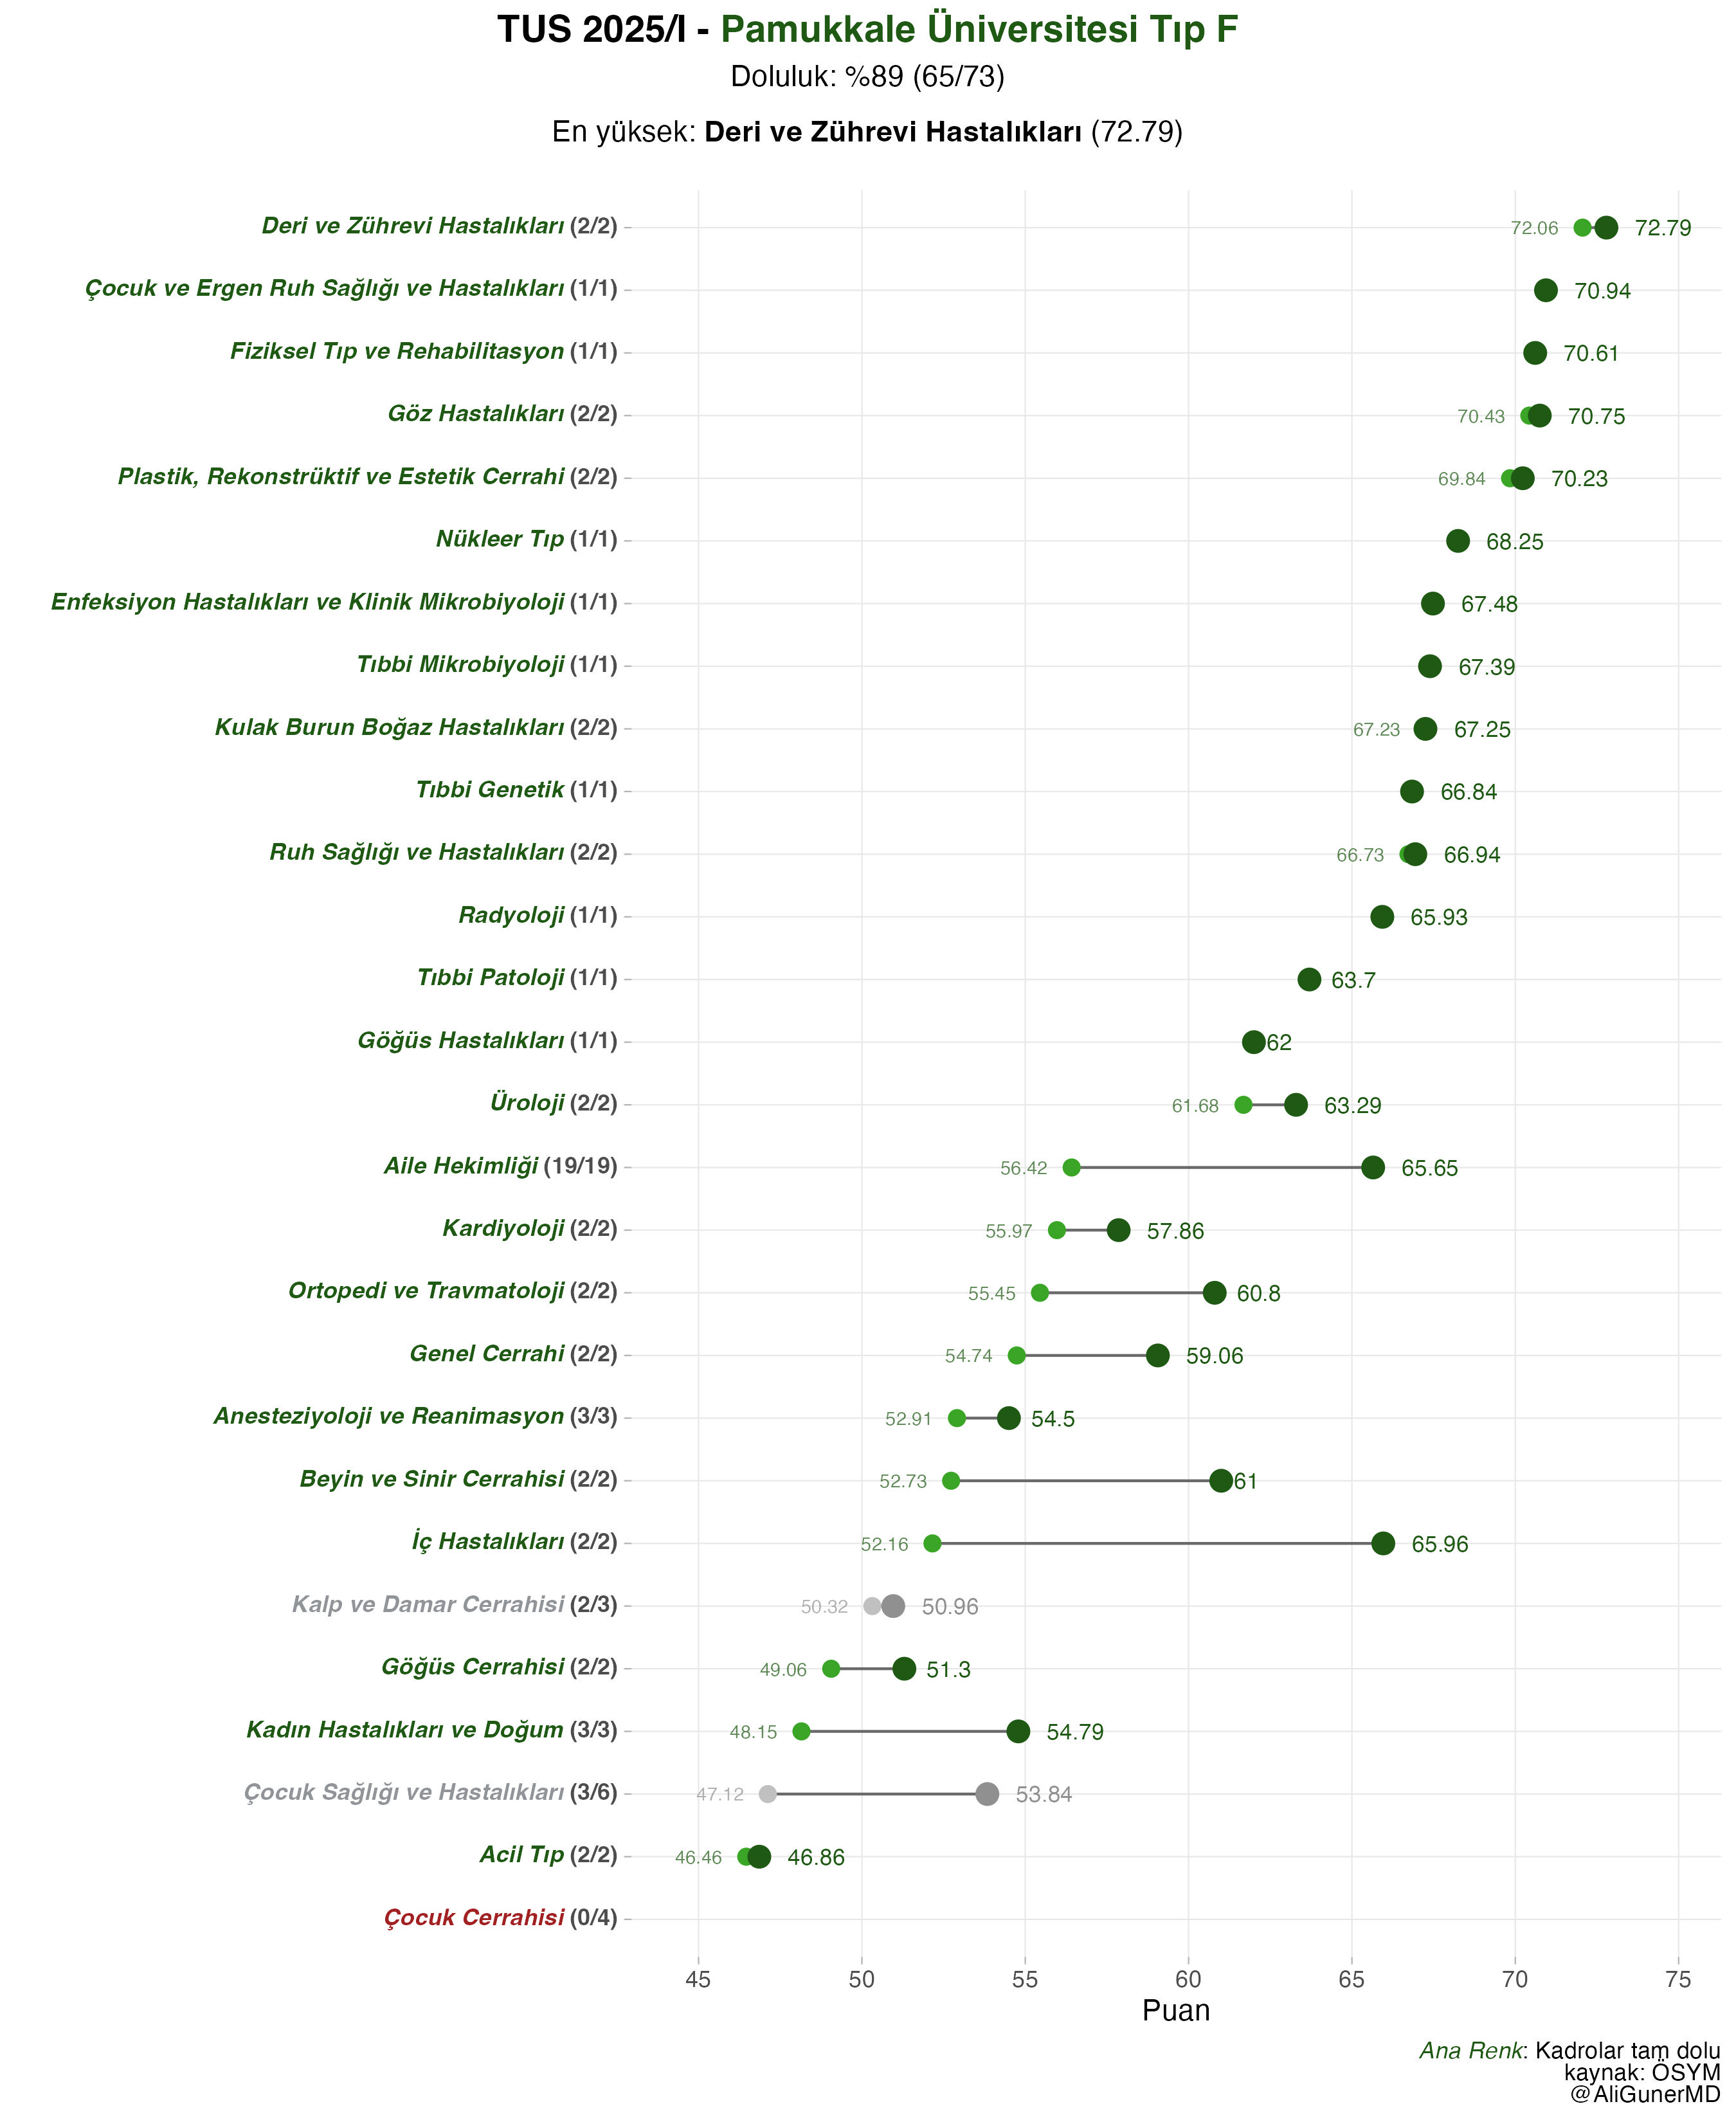 TUS 2025/I - Pamukkale Üniversitesi Tıp F
Doluluk: %89 (65/73)
En yüksek: Deri ve Zührevi Hastalıkları (72.79)
Deri ve Zührevi Hastalıkları (2/2) 72.06 72.79
Çocuk ve Ergen Ruh Sağlığı ve Hastalıkları (1/1) 70.94
Fiziksel Tıp ve Rehabilitasyon (1/1) 70.61
Göz Hastalıkları (2/2) 70.43 70.75
Plastik, Rekonstrüktif ve Estetik Cerrahi (2/2) 69.84 70.23
Nükleer Tıp (1/1) 68.25
Enfeksiyon Hastalıkları ve Klinik Mikrobiyoloji (1/1) 67.48
Tıbbi Mikrobiyoloji (1/1) 67.39
Kulak Burun Boğaz Hastalıkları (2/2) 67.23 67.25
Tıbbi Genetik (1/1) 66.84
Ruh Sağlığı ve Hastalıkları (2/2) 66.73 66.94
Radyoloji (1/1) 65.93
Tıbbi Patoloji (1/1) 63.7
Göğüs Hastalıkları (1/1) 62
Üroloji (2/2) 61.68 63.29
Aile Hekimliği (19/19) 56.42 65.65
Kardiyoloji (2/2) 55.97 57.86
Ortopedi ve Travmatoloji (2/2) 55.45 60.8
Genel Cerrahi (2/2) 54.74 59.06
Anesteziyoloji ve Reanimasyon (3/3) 52.91 54.5
Beyin ve Sinir Cerrahisi (2/2) 52.73 61
İç Hastalıkları (2/2) 52.16 65.96
Kalp ve Damar Cerrahisi (2/3) 50.32 50.96
Göğüs Cerrahisi (2/2) 49.06 51.3
Kadın Hastalıkları ve Doğum (3/3) 48.15 54.79
Çocuk Sağlığı ve Hastalıkları (3/6) 47.12 53.84
Acil Tıp (2/2) 46.46 46.86
Çocuk Cerrahisi (0/4)
45 50 55 60 65 70 75
Puan
Ana Renk: Kadrolar tam dolu
kaynak: ÖSYM
@AliGunerMD